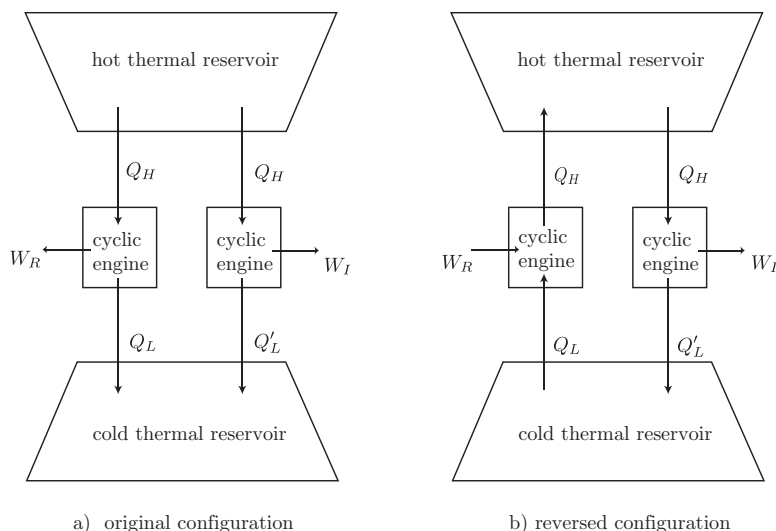 hot thermal reservoir
Q_H
Q_H
cyclic
engine
cyclic
engine
W_R
W_I
Q_L
Q'_L
cold thermal reservoir
a) original configuration
hot thermal reservoir
Q_H
Q_H
cyclic
engine
cyclic
engine
W_R
W_I
Q_L
Q'_L
cold thermal reservoir
b) reversed configuration